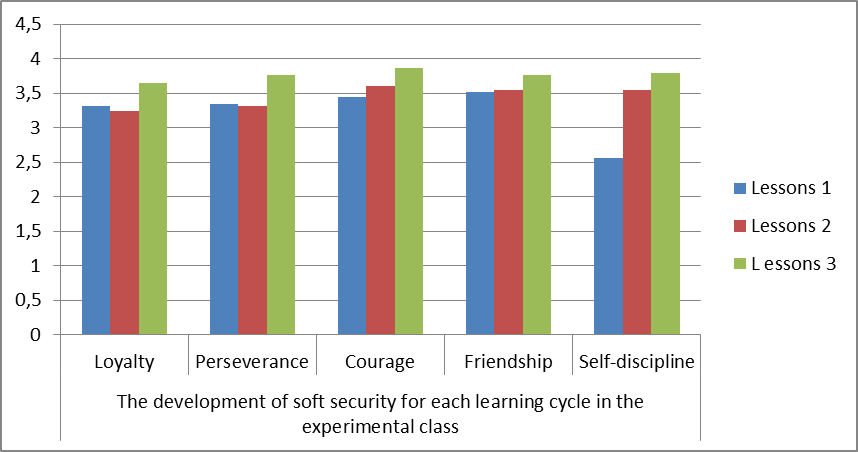 4,5
4
3,5
3
2,5
2
1,5
1
0,5
0
Loyalty
Perseverance
Courage
Friendship
Self-discipline
The development of soft security for each learning cycle in the
experimental class
Lessons 1
Lessons 2
L essons 3